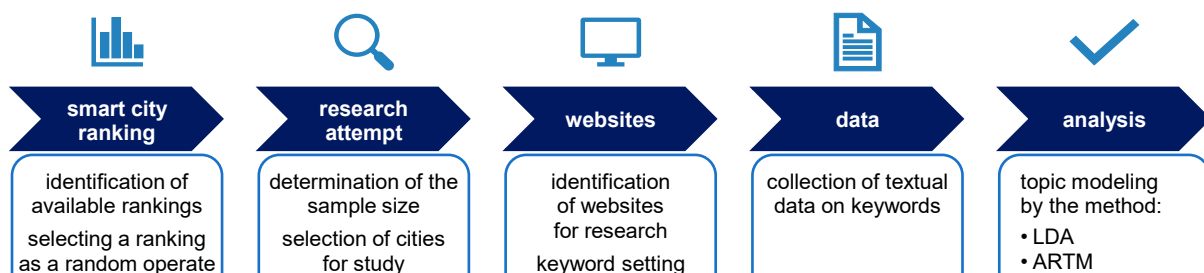 smart city
ranking
research
attempt
websites
data
analysis
identification of
available rankings
selecting a ranking
as a random operate
determination of the
sample size
selection of cities
for study
identification
of websites
for research
keyword setting
collection of textual
data on keywords
topic modeling
by the method:
• LDA
• ARTM